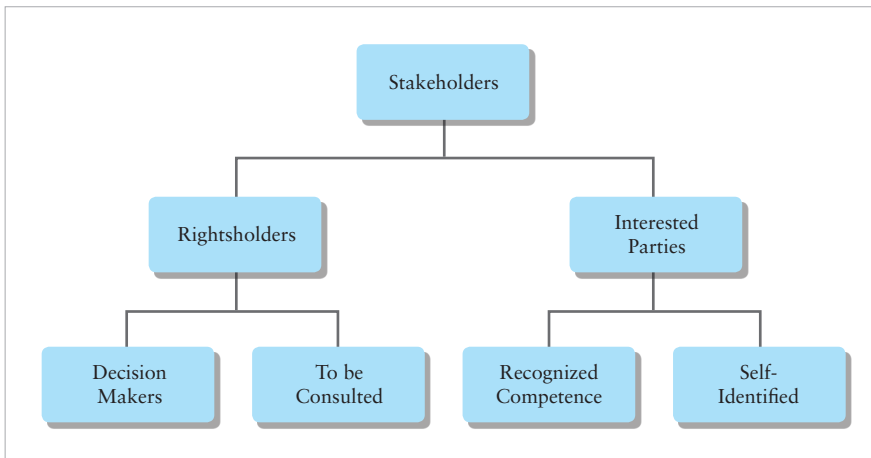 Stakeholders
Rightsholders
Interested
Parties
Decision
Makers
To be
Consulted
Recognized
Competence
Self-
Identified